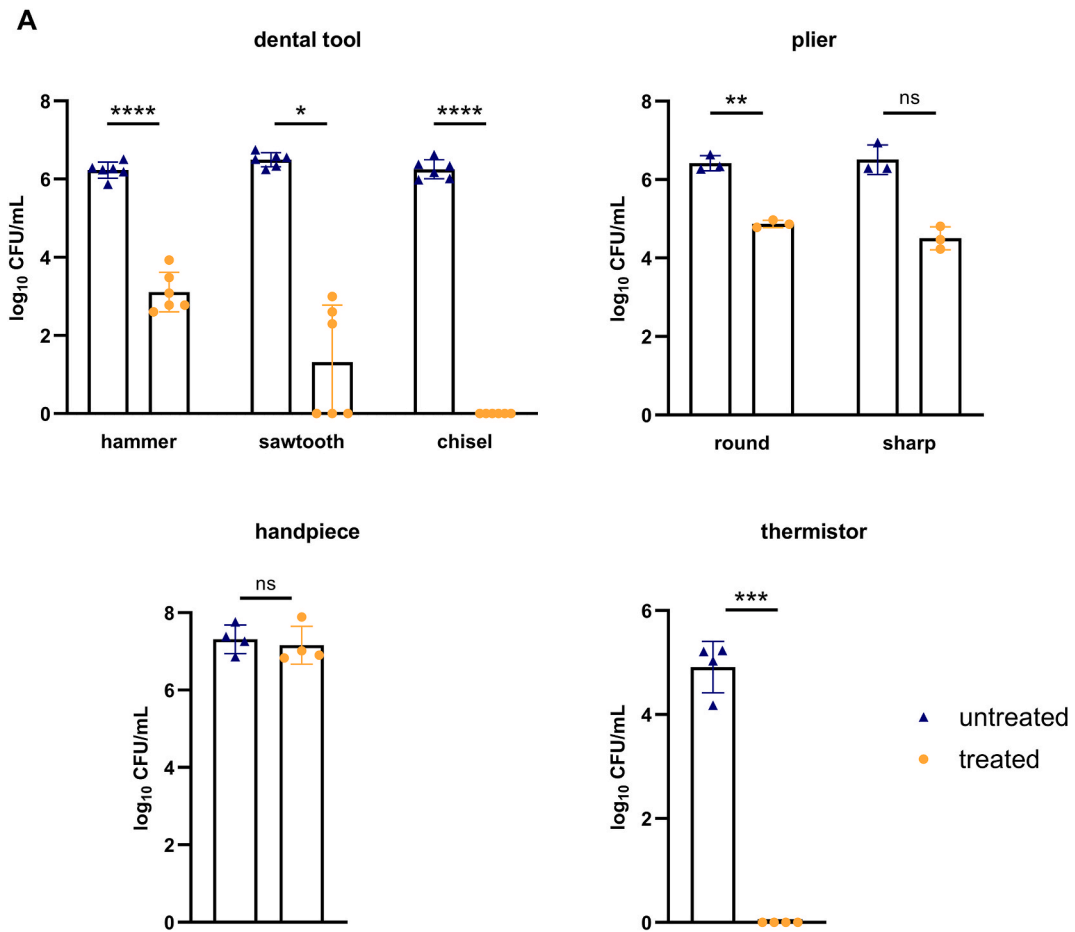 A
dental tool
plier
8
6
4
2
0
log10 CFU/mL
****
*
****
hammer
sawtooth
chisel
8
6
4
2
0
log10 CFU/mL
**
ns
round
sharp
handpiece
thermistor
8
6
4
2
0
log10 CFU/mL
ns
6
4
2
0
log10 CFU/mL
***
untreated
treated